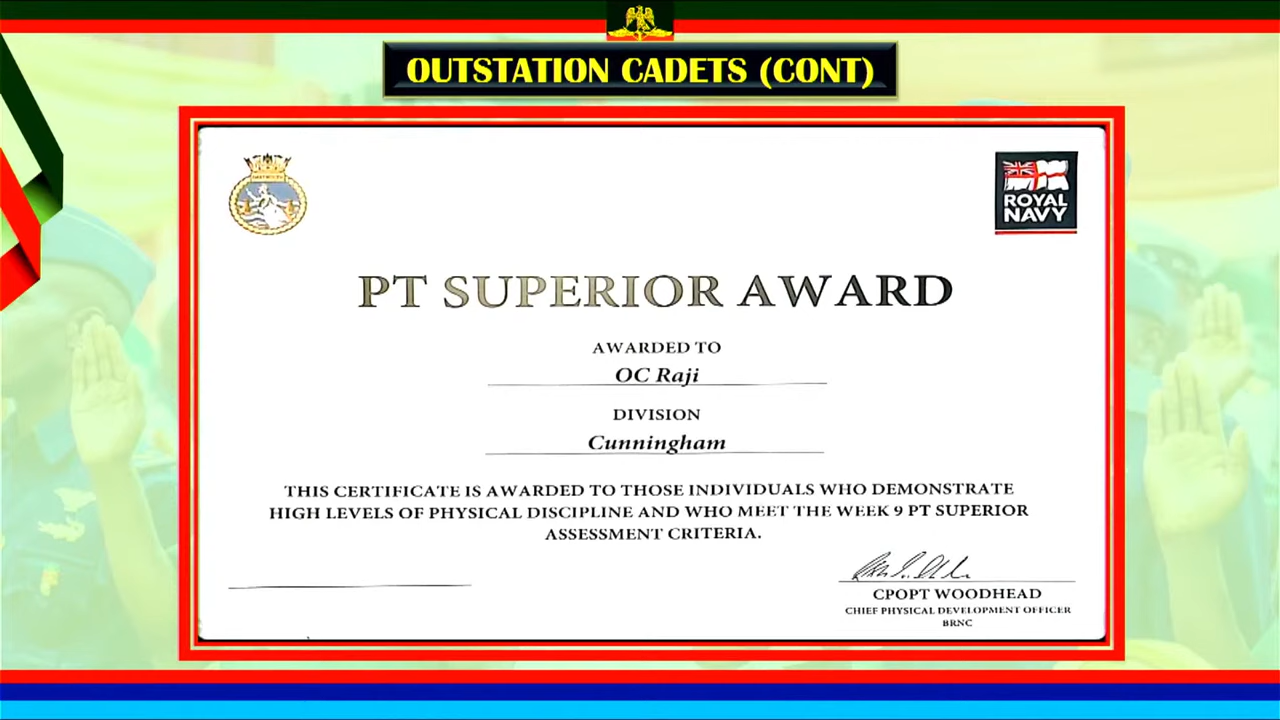 OUTSTATION CADETS (CONT)
ROYAL
NAVY
PT SUPERIOR AWARD
AWARDED TO
OC Raji
DIVISION
Cunningham
THIS CERTIFICATE IS AWARDED TO THOSE INDIVIDUALS WHO DEMONSTRATE
HIGH LEVELS OF PHYSICAL DISCIPLINE AND WHO MEET THE WEEK 9 PT SUPERIOR
ASSESSMENT CRITERIA.
CPOPT WOODHEAD
CHIEF PHYSICAL DEVELOPMENT OFFICER
BRNC